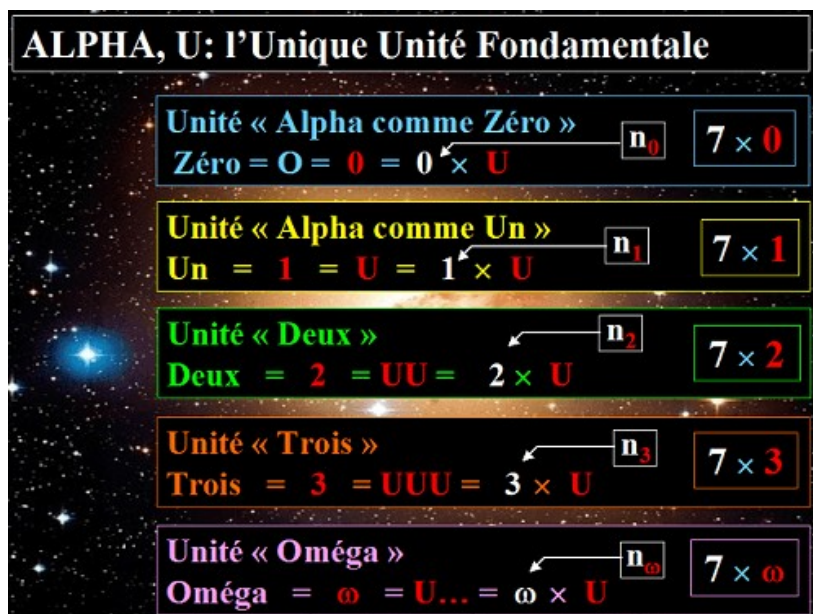 ALPHA, U: l’Unique Unité Fondamentale
Unité « Alpha comme Zéro »
n₀
7 × 0
Zéro = O = 0 = 0 × U
Unité « Alpha comme Un »
n₁
7 × 1
Un = 1 = U = 1 × U
Unité « Deux »
n₂
7 × 2
Deux = 2 = UU = 2 × U
Unité « Trois »
n₃
7 × 3
Trois = 3 = UUU = 3 × U
Unité « Oméga »
n_ω
7 × ω
Oméga = ω = U... = ω × U